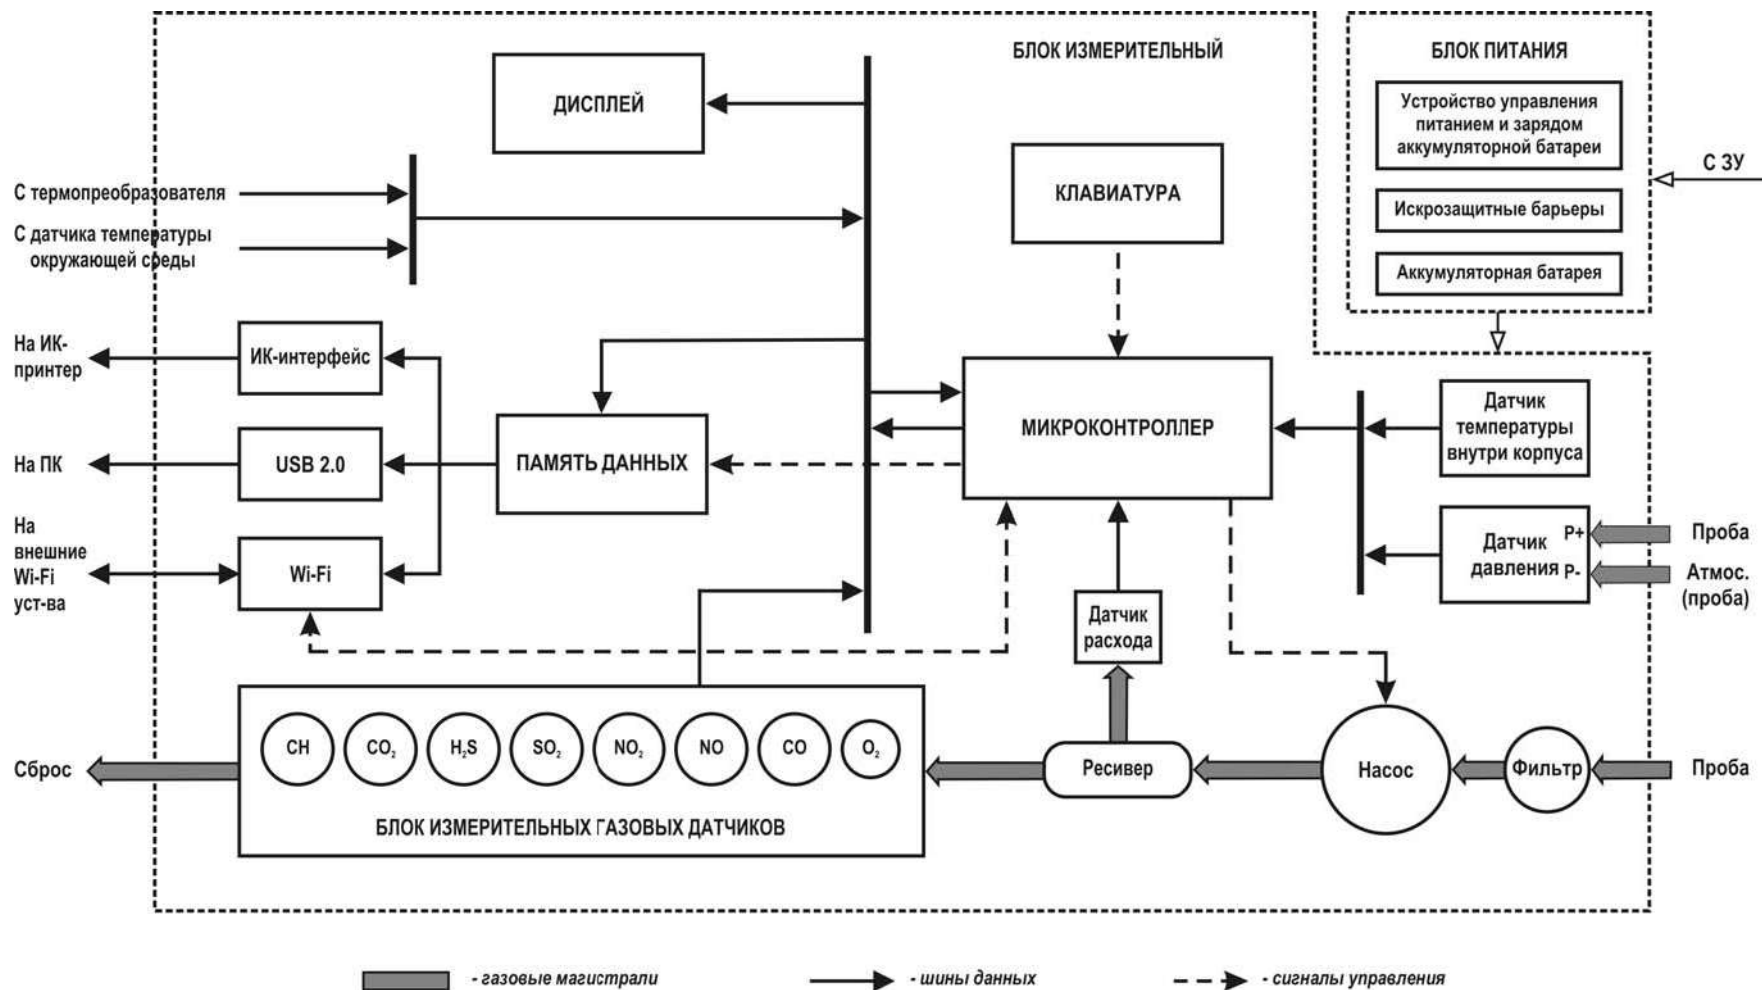 БЛОК ИЗМЕРИТЕЛЬНЫЙ
БЛОК ПИТАНИЯ
ДИСПЛЕЙ
Устройство управления
питанием и зарядом
аккумуляторной батареи
С ЗУ
КЛАВИАТУРА
С термопреобразователя
Искрозащитные барьеры
С датчика температуры
окружающей среды
Аккумуляторная батарея
На ИК-
принтер
ИК-интерфейс
МИКРОКОНТРОЛЛЕР
Датчик
температуры
внутри корпуса
На ПК
USB 2.0
ПАМЯТЬ ДАННЫХ
На
внешние
Wi-Fi
уст-ва
Wi-Fi
Датчик
давления
P+
P-
Проба
Атмос.
(проба)
Датчик
расхода
CH
CO₂
H₂S
SO₂
NO₂
NO
CO
O₂
Сброс
Ресивер
Насос
Фильтр
Проба
БЛОК ИЗМЕРИТЕЛЬНЫХ ГАЗОВЫХ ДАТЧИКОВ
- газовые магистрали
- шины данных
- сигналы управления